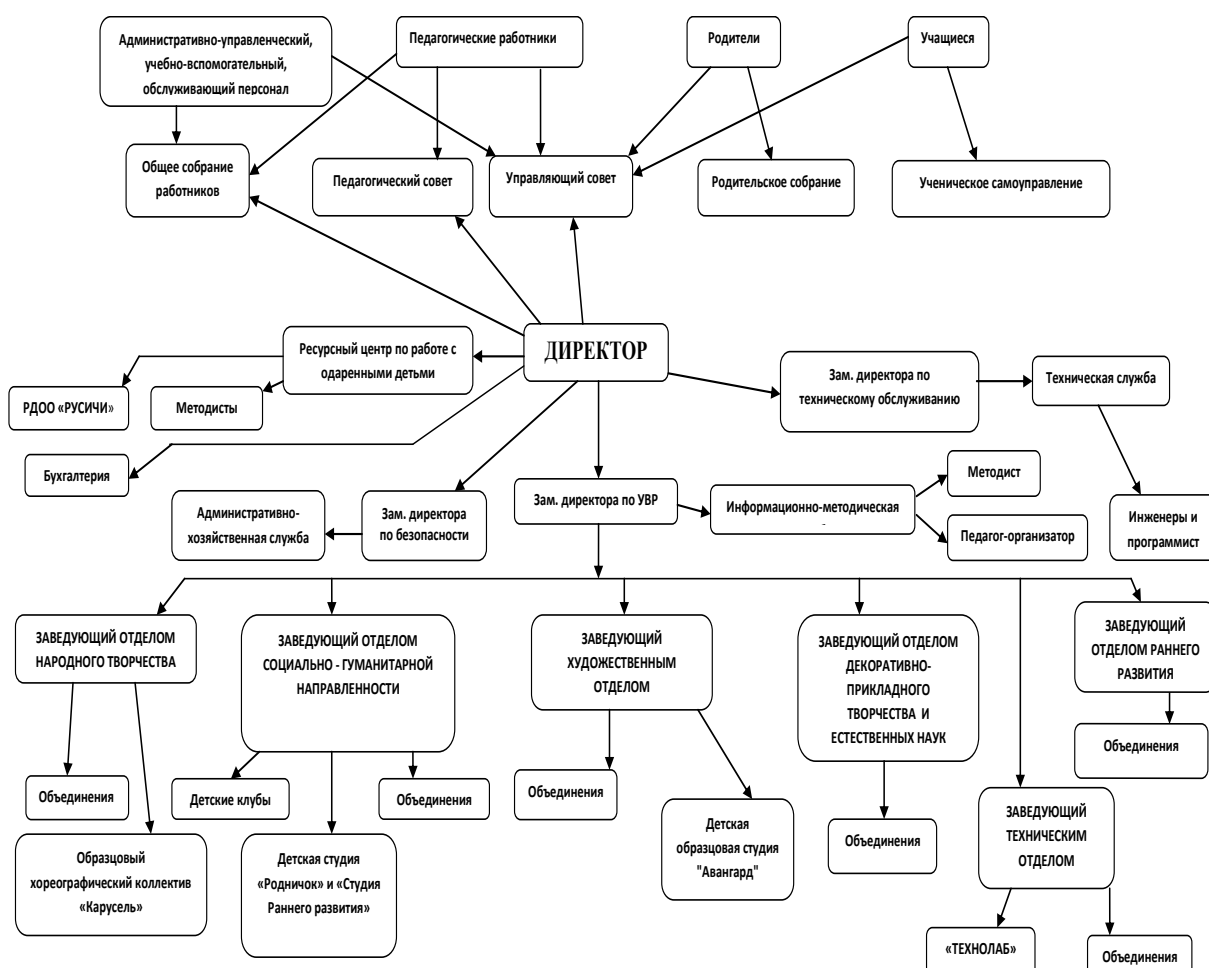 Административно-управленческий,
учебно-вспомогательный,
обслуживающий персонал
Педагогические работники
Родители
Учащиеся
Общее собрание
работников
Педагогический совет
Управляющий совет
Родительское собрание
Ученическое самоуправление
ДИРЕКТОР
Ресурсный центр по работе с
одаренными детьми
Зам. директора по
техническому обслуживанию
Техническая служба
РДОО «РУСИЧИ»
Методисты
Бухгалтерия
Административно-
хозяйственная служба
Зам. директора
по безопасности
Зам. директора по УВР
Информационно-методическая
Методист
Педагог-организатор
Инженеры и
программист
ЗАВЕДУЮЩИЙ ОТДЕЛОМ
НАРОДНОГО ТВОРЧЕСТВА
ЗАВЕДУЮЩИЙ ОТДЕЛОМ
СОЦИАЛЬНО - ГУМАНИТАРНОЙ
НАПРАВЛЕННОСТИ
ЗАВЕДУЮЩИЙ
ХУДОЖЕСТВЕННЫМ
ОТДЕЛОМ
ЗАВЕДУЮЩИЙ ОТДЕЛОМ
ДЕКОРАТИВНО-
ПРИКЛАДНОГО
ТВОРЧЕСТВА И
ЕСТЕСТВЕННЫХ НАУК
ЗАВЕДУЮЩИЙ
ОТДЕЛОМ РАННЕГО
РАЗВИТИЯ
Объединения
Детские клубы
Объединения
Объединения
Объединения
Образцовый
хореографический коллектив
«Карусель»
Детская студия
«Родничок» и «Студия
Раннего развития»
Детская
образцовая студия
"Авангард"
Объединения
ЗАВЕДУЮЩИЙ
ТЕХНИЧЕСКИМ
ОТДЕЛОМ
«ТЕХНОЛАБ»
Объединения